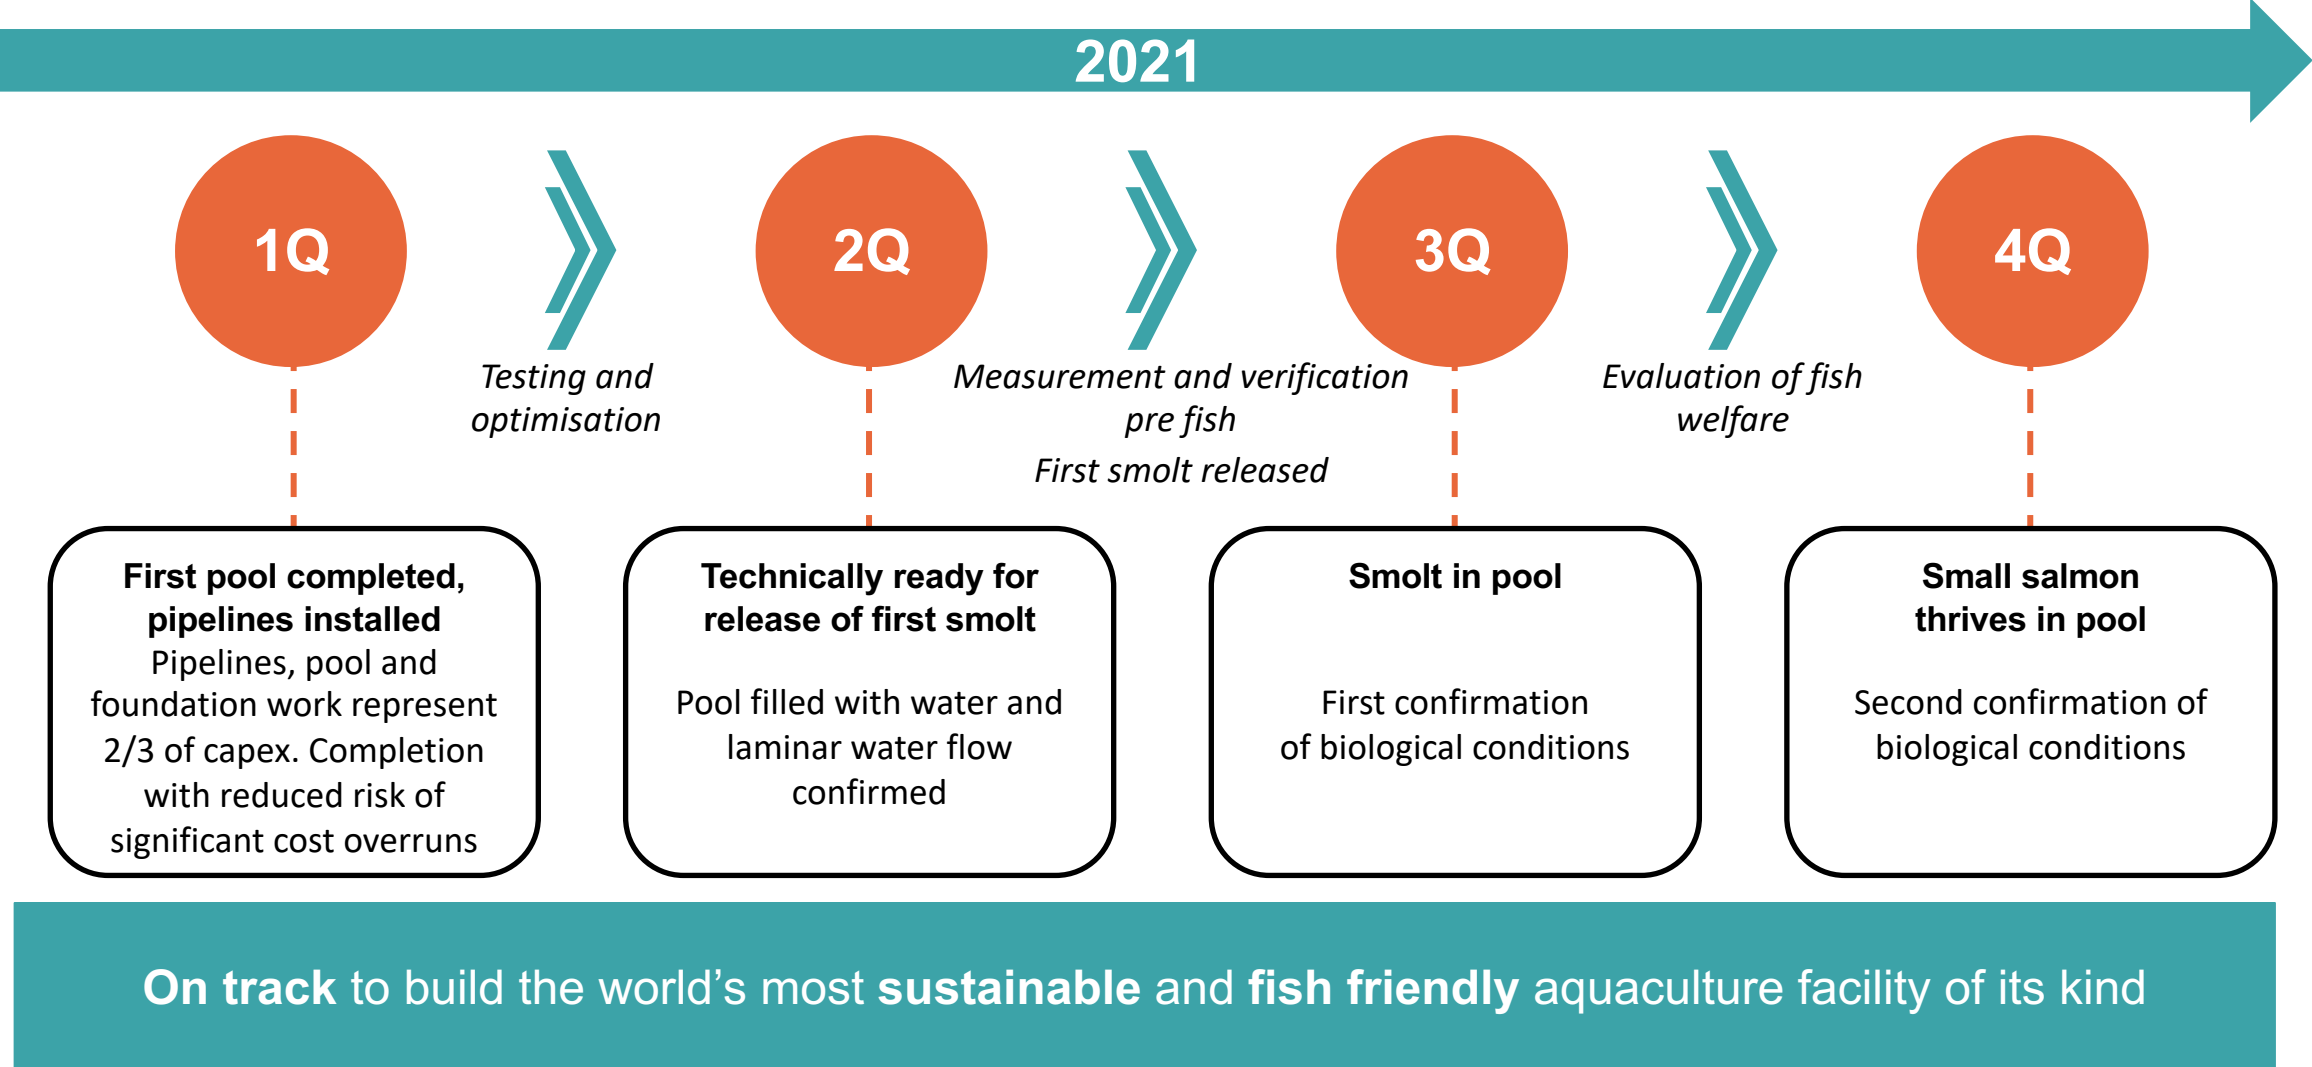 2021
1Q
2Q
3Q
4Q
Testing and
optimisation
Measurement and verification
pre fish
First smolt released
Evaluation of fish
welfare
First pool completed,
pipelines installed
Pipelines, pool and
foundation work represent
2/3 of capex. Completion
with reduced risk of
significant cost overruns
Technically ready for
release of first smolt
Pool filled with water and
laminar water flow
confirmed
Smolt in pool
First confirmation
of biological conditions
Small salmon
thrives in pool
Second confirmation of
biological conditions
On track to build the world’s most sustainable and fish friendly aquaculture facility of its kind